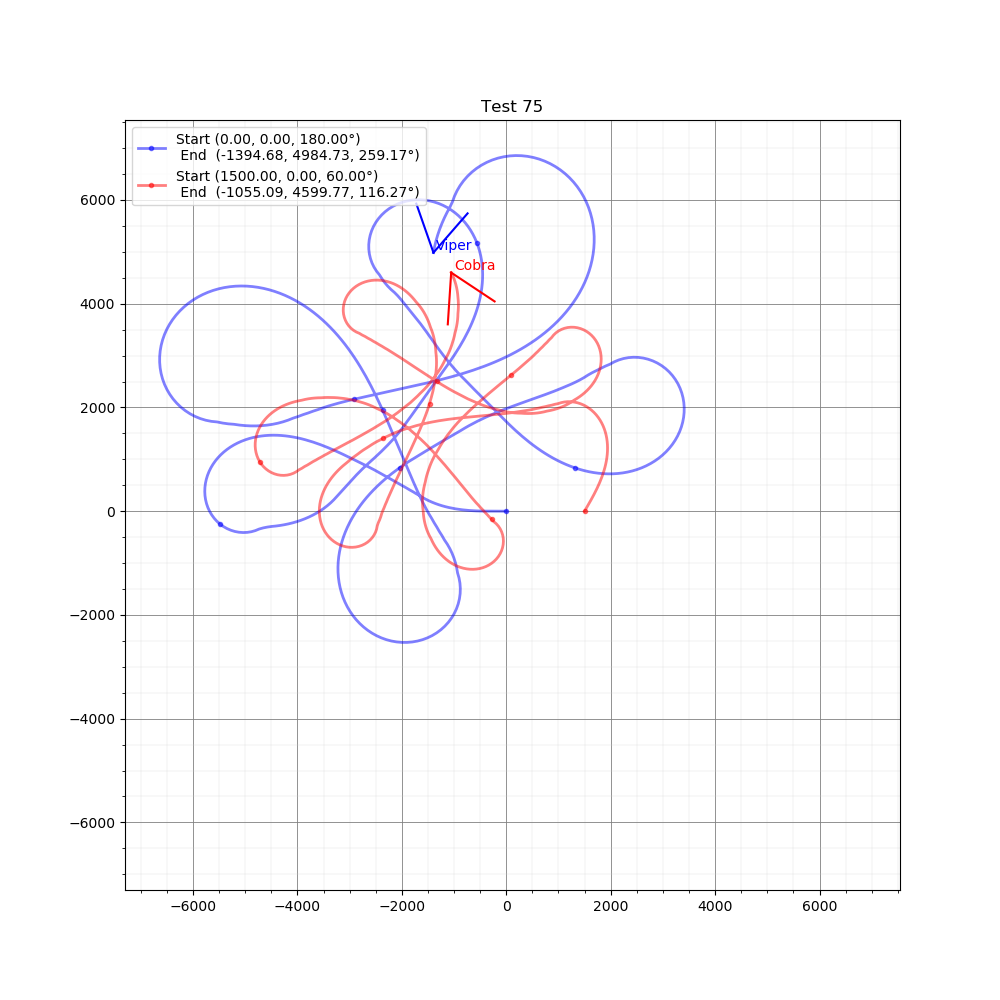 Test 75
Start (0.00, 0.00, 180.00°)
End (-1394.68, 4984.73, 259.17°)
Start (1500.00, 0.00, 60.00°)
End (-1055.09, 4599.77, 116.27°)
Viper
Cobra
6000
4000
2000
0
−2000
−4000
−6000
−6000 −4000 −2000 0 2000 4000 6000